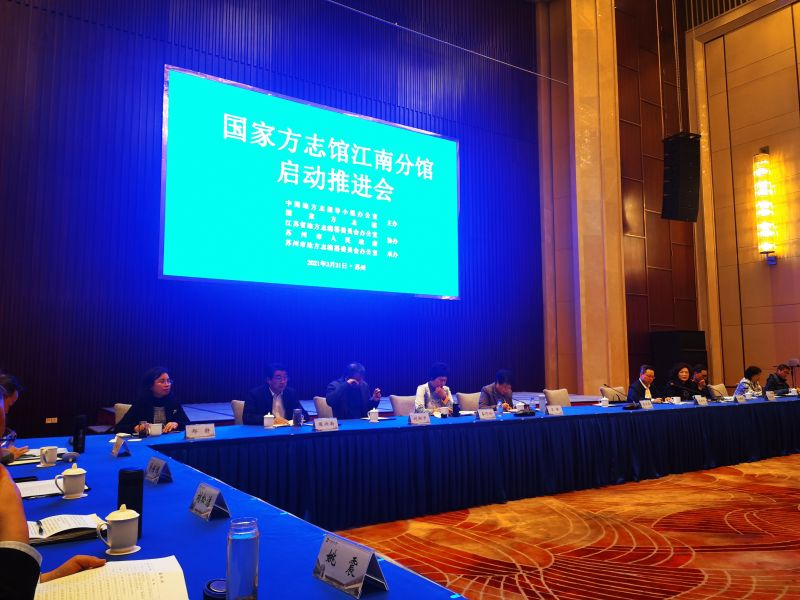 国家方志馆江南分馆
启动推进会
中国地方志指导小组办公室
国家方志馆 主办
江苏省地方志编纂委员会办公室
苏州市人民政府 协办
苏州市地方志编纂委员会办公室 承办
2021年3月31日·苏州
郑静
姚震